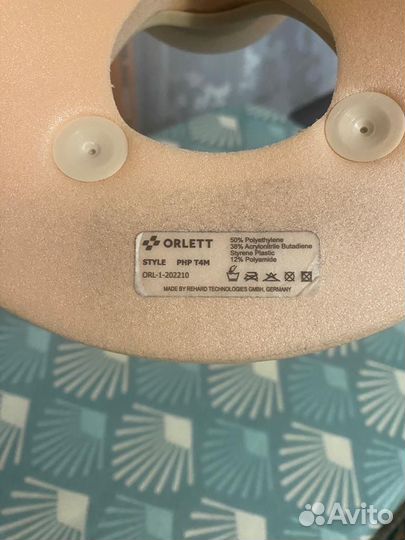 ORLETT
STYLE PHP T4M
ORL-1-202210
50% Polyethylene
38% Acrylonitrile Butadiene
Styrene Plastic
12% Polyamide
MADE BY REHARD TECHNOLOGIES GMBH, GERMANY
Avito